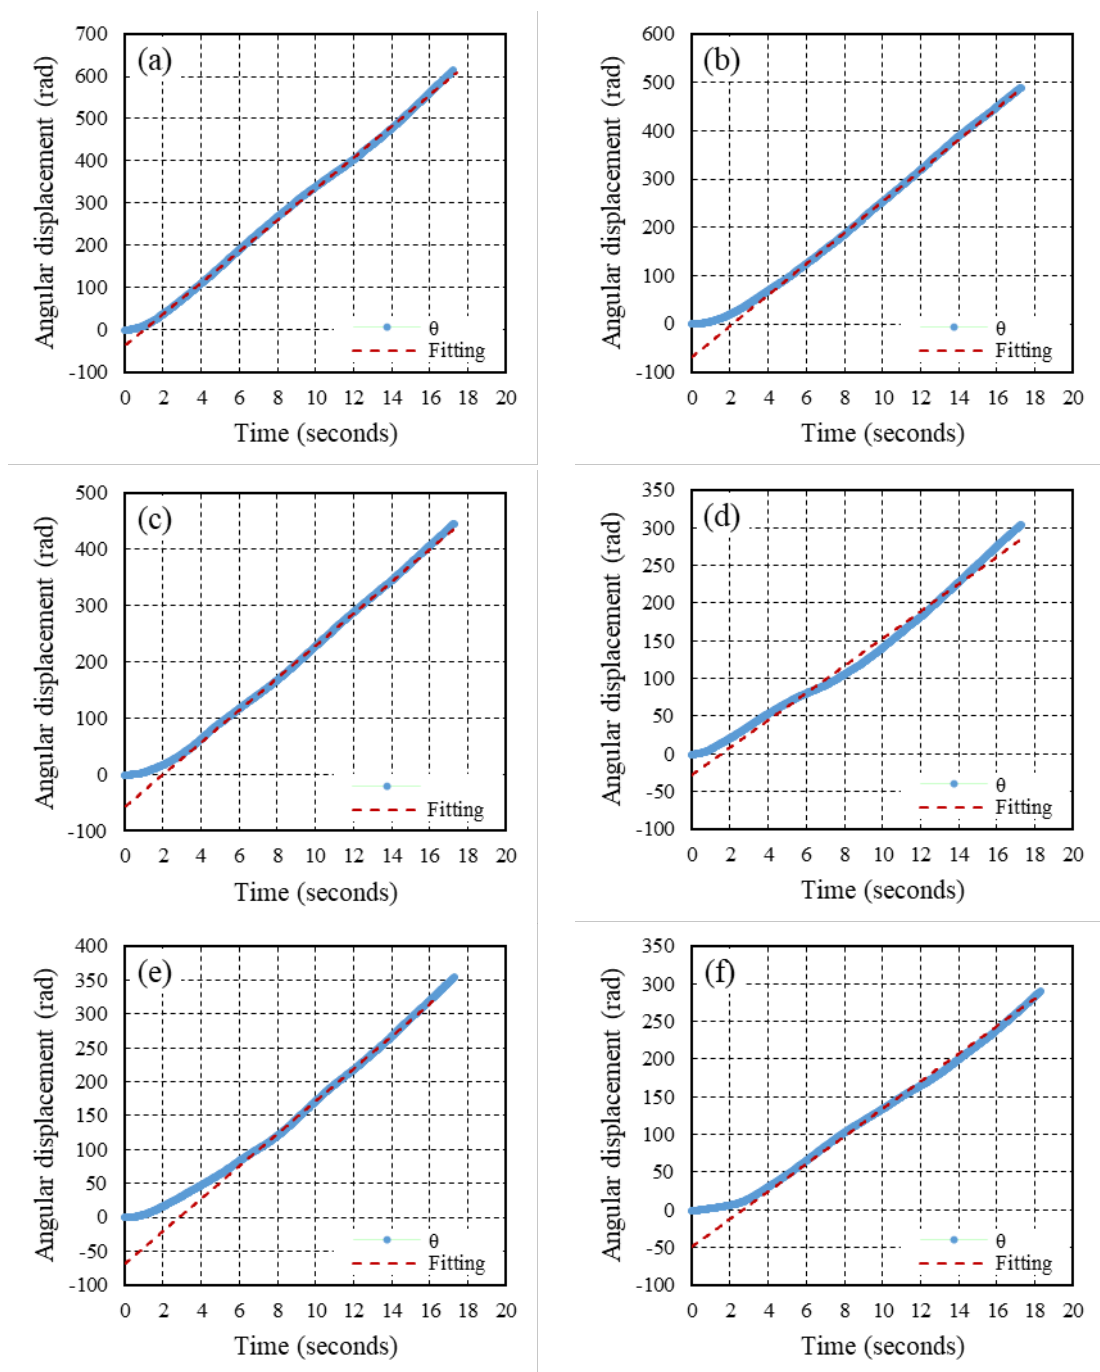 (a)
Angular displacement (rad)
700
600
500
400
300
200
100
0
-100
0 2 4 6 8 10 12 14 16 18 20
Time (seconds)
θ
Fitting
(b)
Angular displacement (rad)
600
500
400
300
200
100
0
-100
0 2 4 6 8 10 12 14 16 18 20
Time (seconds)
θ
Fitting
(c)
Angular displacement (rad)
500
400
300
200
100
0
-100
0 2 4 6 8 10 12 14 16 18 20
Time (seconds)
Fitting
(d)
Angular displacement (rad)
350
300
250
200
150
100
50
0
-50
-100
0 2 4 6 8 10 12 14 16 18 20
Time (seconds)
θ
Fitting
(e)
Angular displacement (rad)
400
350
300
250
200
150
100
50
0
-50
-100
0 2 4 6 8 10 12 14 16 18 20
Time (seconds)
θ
Fitting
(f)
Angular displacement (rad)
350
300
250
200
150
100
50
0
-50
-100
0 2 4 6 8 10 12 14 16 18 20
Time (seconds)
θ
Fitting